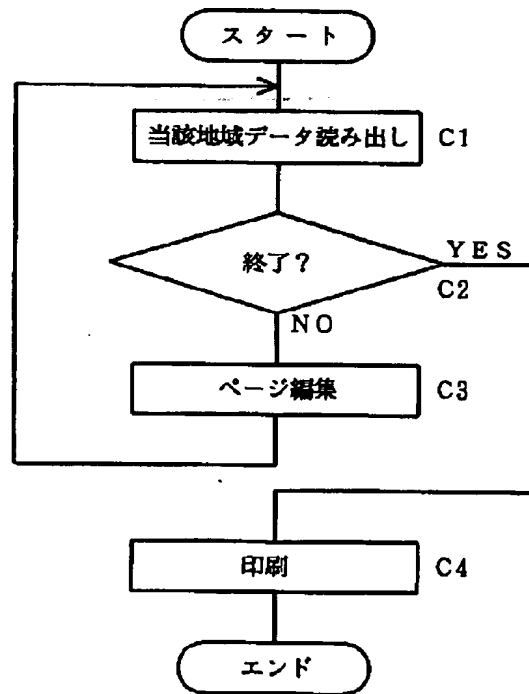 スタート
当該地域データ読み出し C1
終了？ YES
C2
NO
ページ編集 C3
印刷 C4
エンド